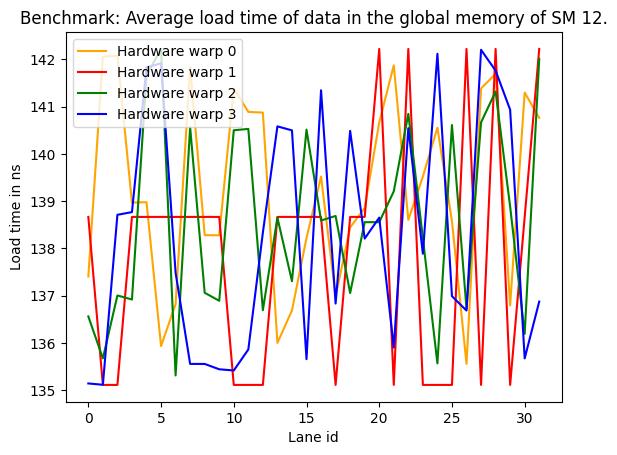 Benchmark: Average load time of data in the global memory of SM 12.
Hardware warp 0
Hardware warp 1
Hardware warp 2
Hardware warp 3
Load time in ns
142
141
140
139
138
137
136
135
0 5 10 15 20 25 30
Lane id